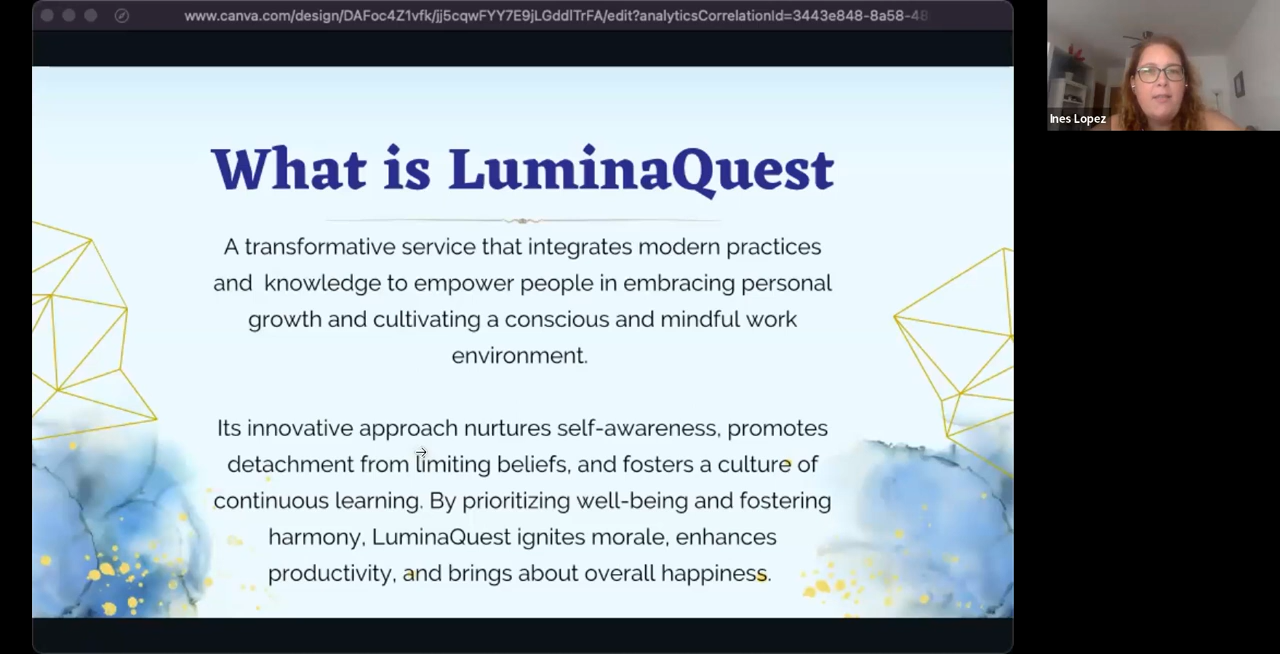 www.canva.com/design/DAFoc4Z1vfk/jj5cqwFYY7E9jLGddlTrFA/edit?analyticsCorrelationId=3443e848-8a58-48
Ines Lopez
What is LuminaQuest
A transformative service that integrates modern practices
and knowledge to empower people in embracing personal
growth and cultivating a conscious and mindful work
environment.
Its innovative approach nurtures self-awareness, promotes
detachment from limiting beliefs, and fosters a culture of
continuous learning. By prioritizing well-being and fostering
harmony, LuminaQuest ignites morale, enhances
productivity, and brings about overall happiness.